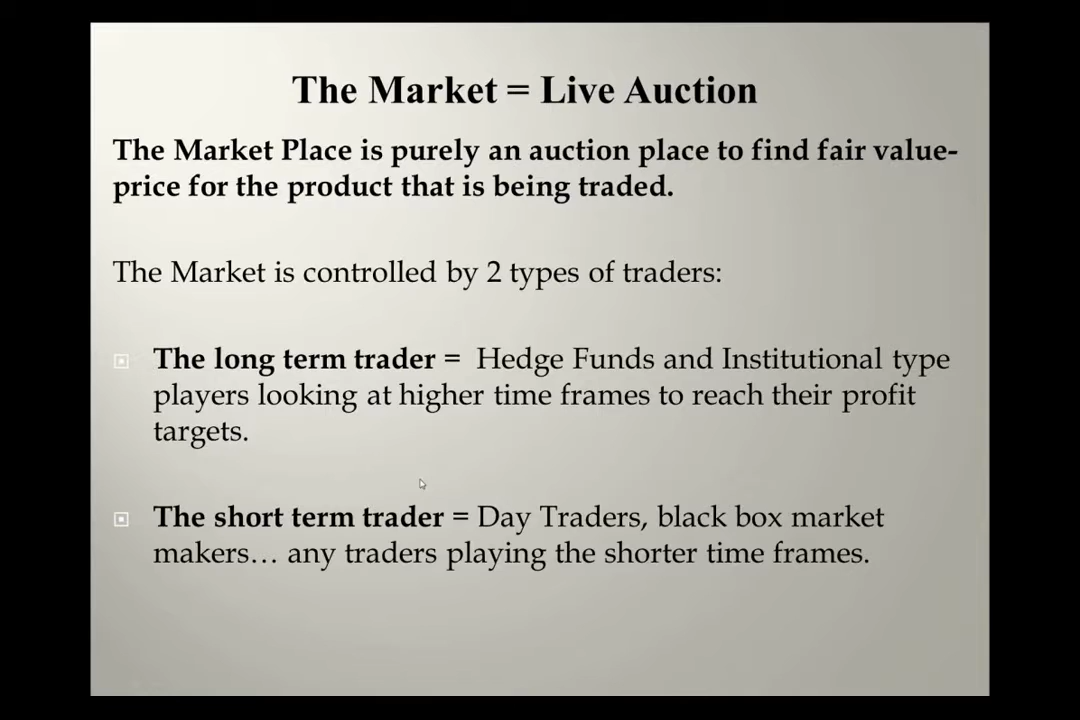 The Market = Live Auction
The Market Place is purely an auction place to find fair value-
price for the product that is being traded.
The Market is controlled by 2 types of traders:
The long term trader = Hedge Funds and Institutional type
players looking at higher time frames to reach their profit
targets.
The short term trader = Day Traders, black box market
makers… any traders playing the shorter time frames.